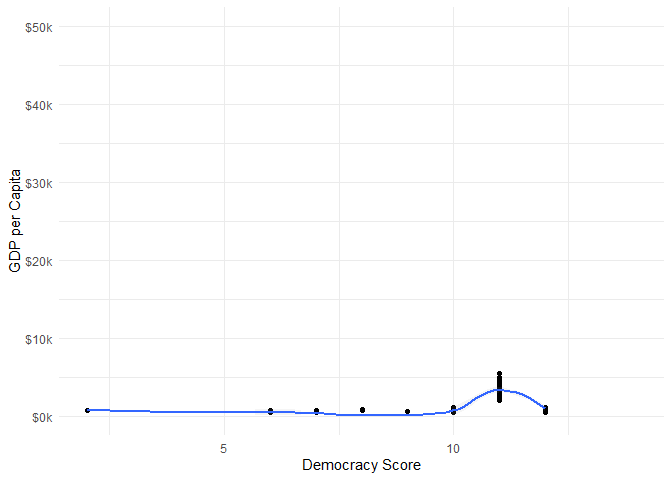 $50k
$40k
$30k
$20k
$10k
$0k
GDP per Capita
5
10
Democracy Score